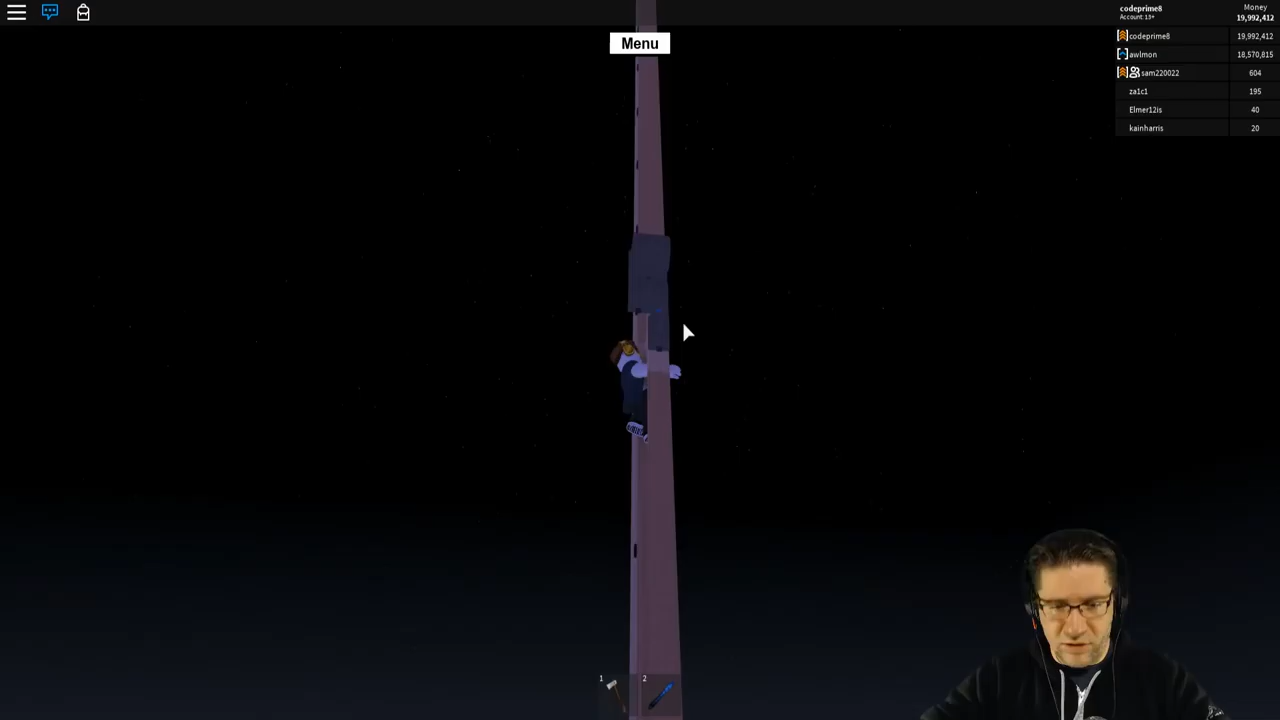 codeprime8
Account: 13+
Money
19,992,412
Menu
codeprime8 19,992,412
awlmon 18,570,815
sam220022 604
za1c1 195
Elmer12is 40
kainharris 20
1 2